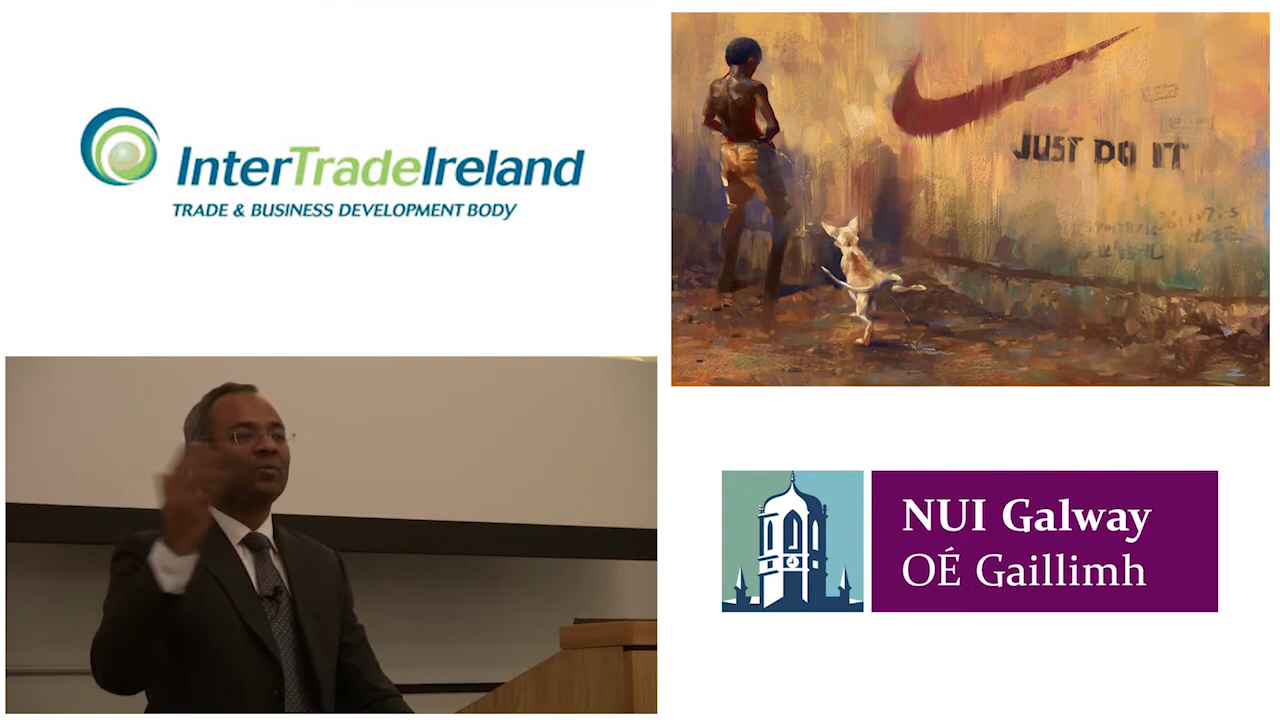 InterTradeIreland
TRADE & BUSINESS DEVELOPMENT BODY
JUST DO IT
NUI Galway
OÉ Gaillimh